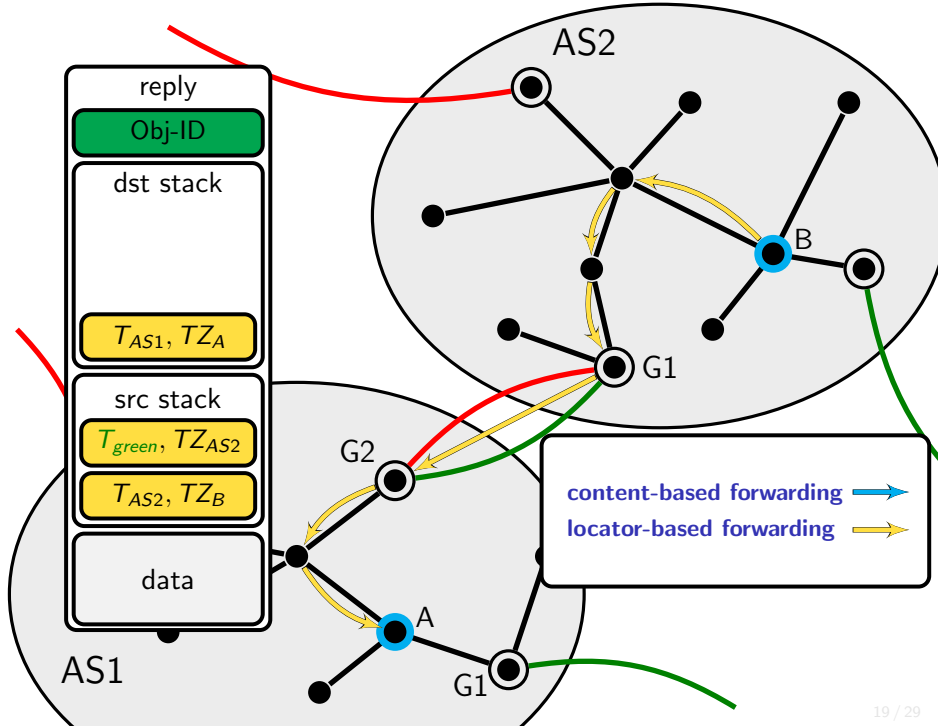 AS2
reply
Obj-ID
dst stack
T_AS1, TZ_A
src stack
T_green, TZ_AS2
T_AS2, TZ_B
data
B
G1
G2
A
G1
AS1
content-based forwarding
locator-based forwarding
19 / 29